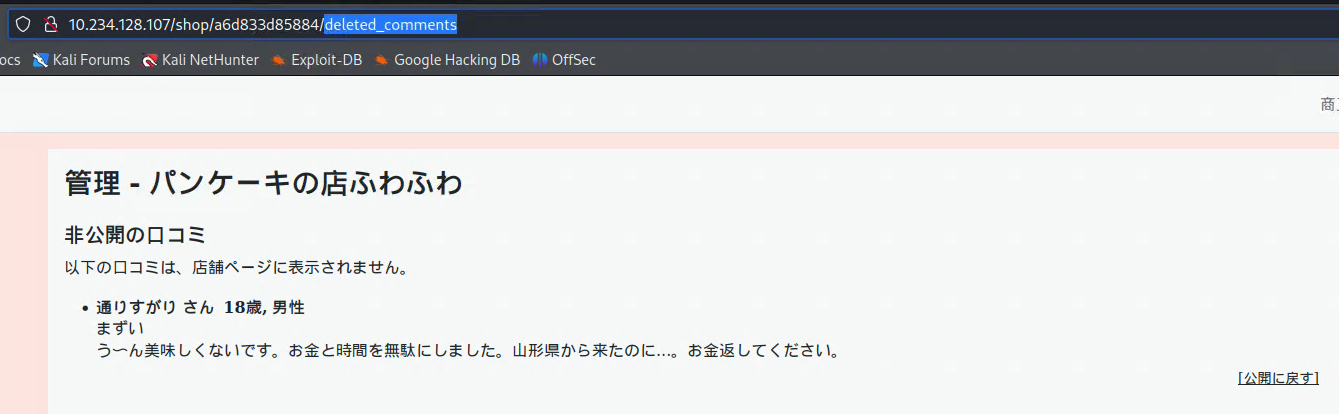 10.234.128.107/shop/a6d833d85884/deleted_comments
ocs Kali Forums Kali NetHunter Exploit-DB Google Hacking DB OffSec
管理 - パンケーキの店ふわふわ
非公開の口コミ
以下の口コミは、店舗ページに表示されません。
• 通りすがり さん 18歳, 男性
まずい
う〜ん美味しくないです。お金と時間を無駄にしました。山形県から来たのに...。お金返してください。
[公開に戻す]